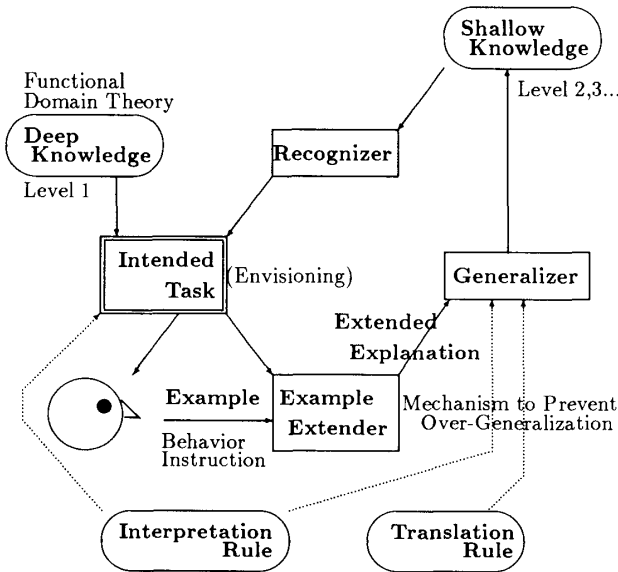 Shallow
Knowledge
Functional
Domain Theory
Level 2,3...
Deep
Knowledge
Recognizer
Level 1
Intended
Task
(Envisioning)
Generalizer
Extended
Explanation
Example
Example
Extender
Mechanism to Prevent
Over-Generalization
Behavior
Instruction
Interpretation
Rule
Translation
Rule